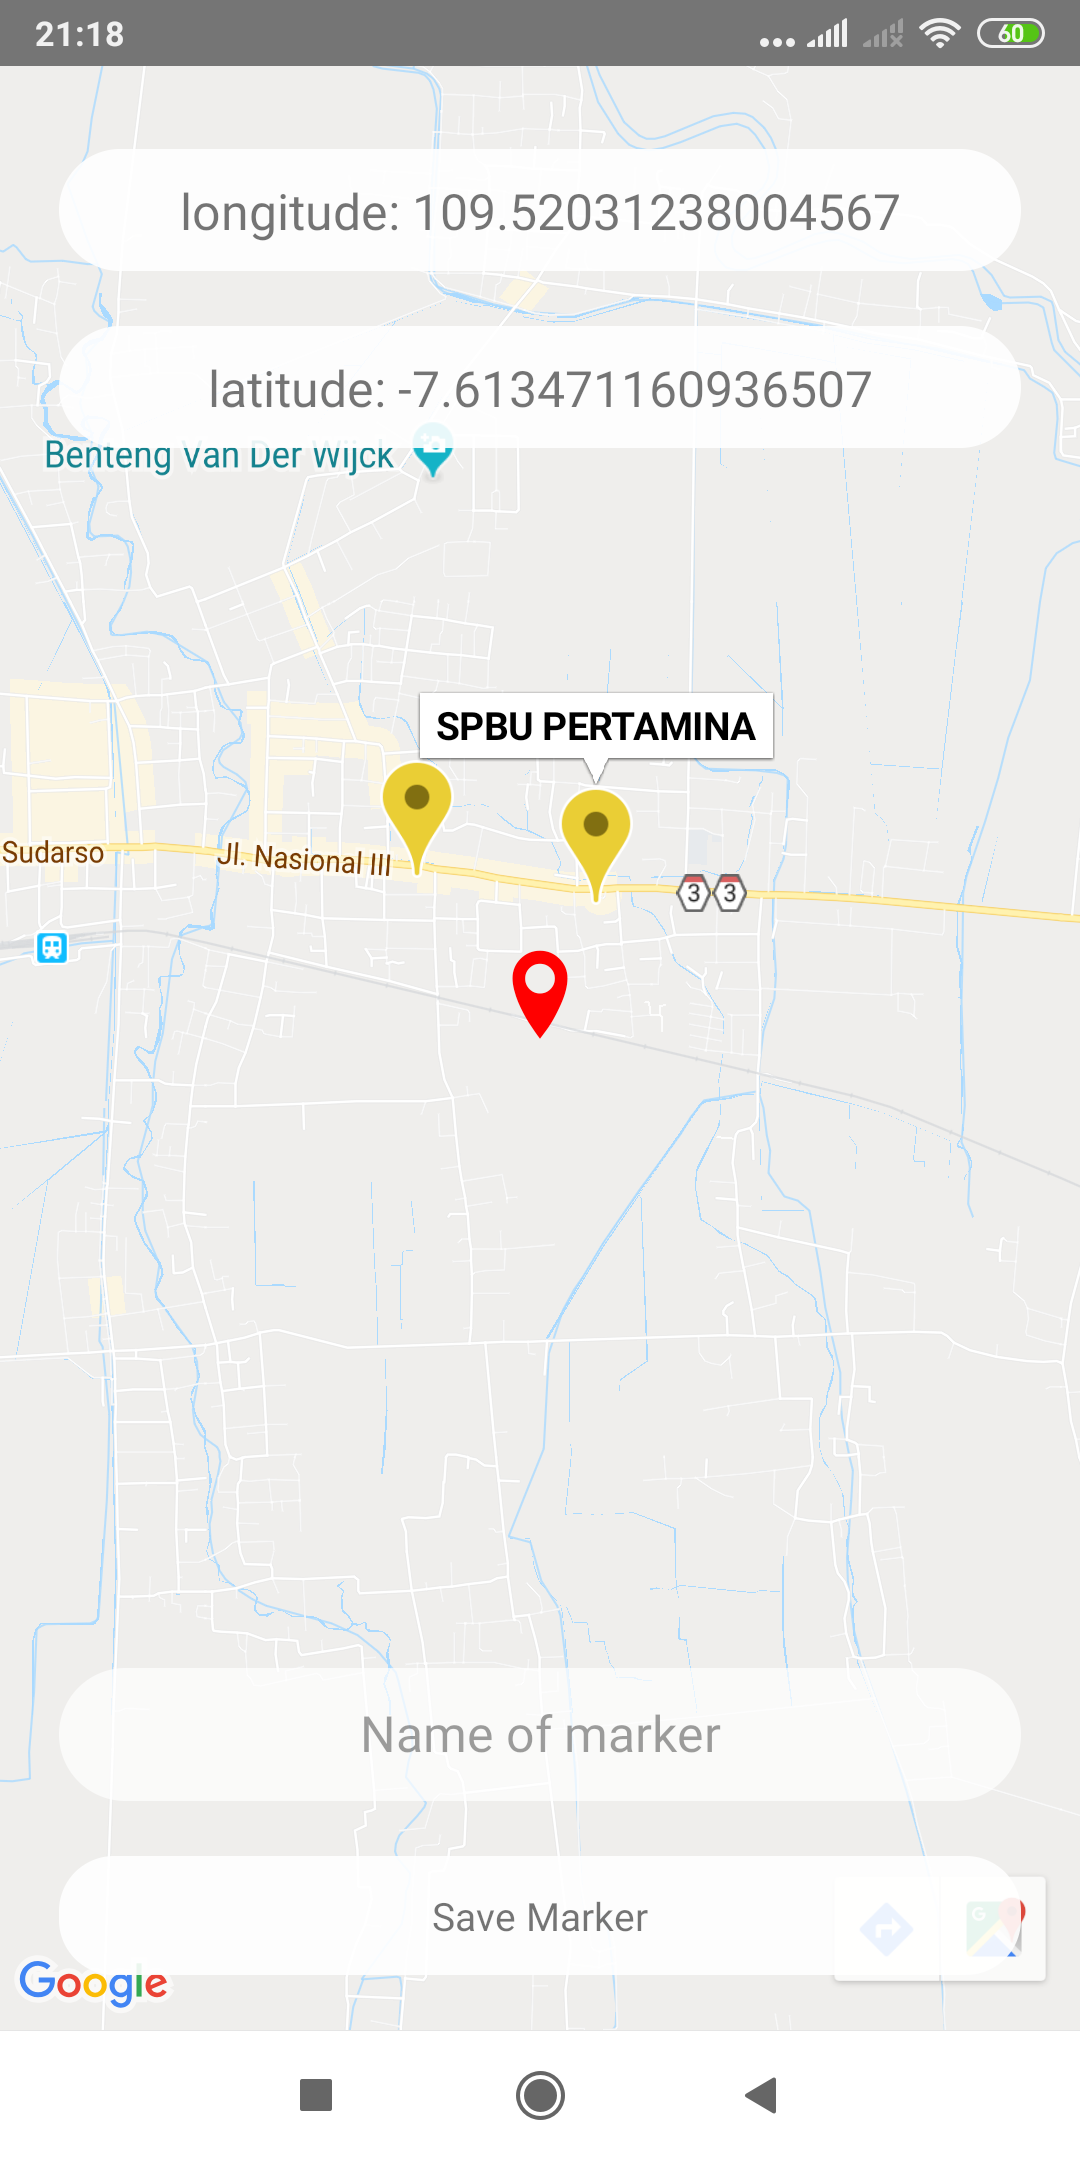 21:18
60
longitude: 109.52031238004567
latitude: -7.613471160936507
Benteng Van Der Wijck
SPBU PERTAMINA
Sudarso
Jl. Nasional III
3 3
Name of marker
Save Marker
G
Google